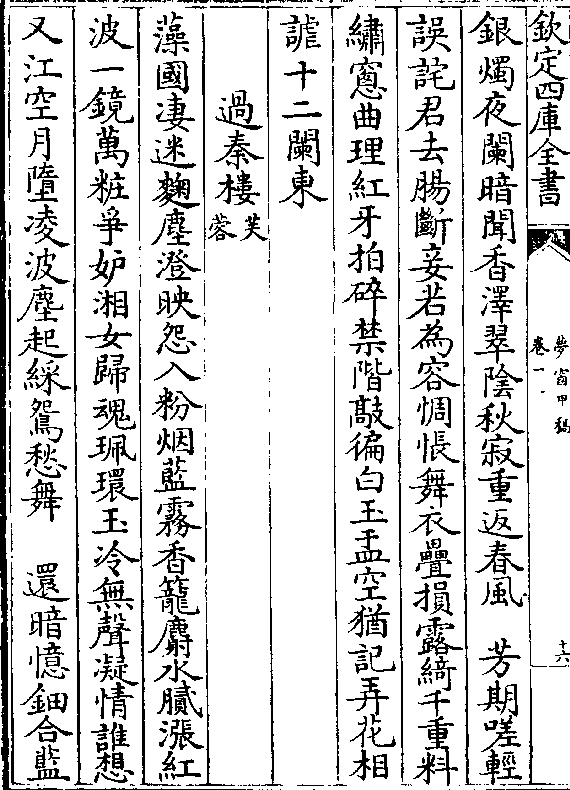 欽定四庫全書
夢窗甲稿
卷一
十六
銀燭夜闌暗聞香澤翠陰秋寂重返春風　芳期嗟輕
誤詫君去腸斷妾若為容惆悵舞衣疊損露綺千重料
繡窻曲理紅牙拍碎禁階敲徧白玉盂空猶記弄花相
謔十二闌東
過秦樓芙蓉
藻國凄迷麴塵澄映怨入粉烟藍霧香籠麝水膩漲紅
波一鏡萬粧爭妒湘女歸魂珮環玉冷無聲凝情誰想
又江空月墮凌波塵起綵鴛愁舞　還暗憶鈿合藍